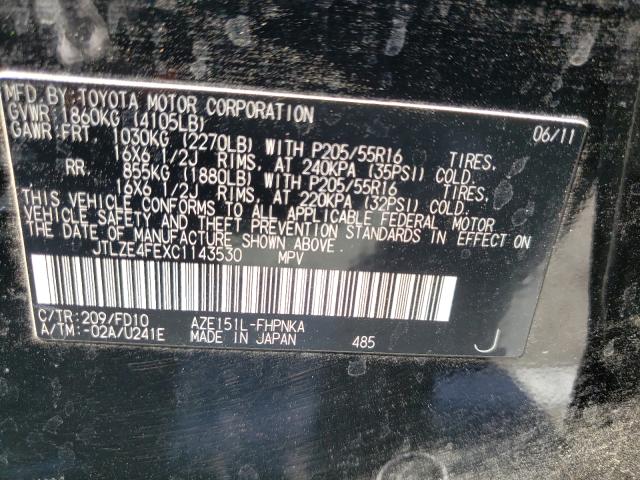 MFD.BY: TOYOTA MOTOR CORPORATION 06/11
GVWR: 1860KG (4105LB)
GAWR:FRT. 1030KG (2270LB) WITH P205/55R16 TIRES,
16X6 1/2J RIMS, AT 240KPA (35PSI) COLD.
RR. 855KG (1880LB) WITH P205/55R16 TIRES,
16X6 1/2J RIMS, AT 220KPA (32PSI) COLD.
THIS VEHICLE CONFORMS TO ALL APPLICABLE FEDERAL MOTOR
VEHICLE SAFETY AND THEFT PREVENTION STANDARDS IN EFFECT ON
THE DATE OF MANUFACTURE SHOWN ABOVE.
JTLZE4FEXC1143530 MPV
C/TR: 209/FD10 AZE151L-FHPNKA
A/TM: -02A/U241E MADE IN JAPAN 485 J